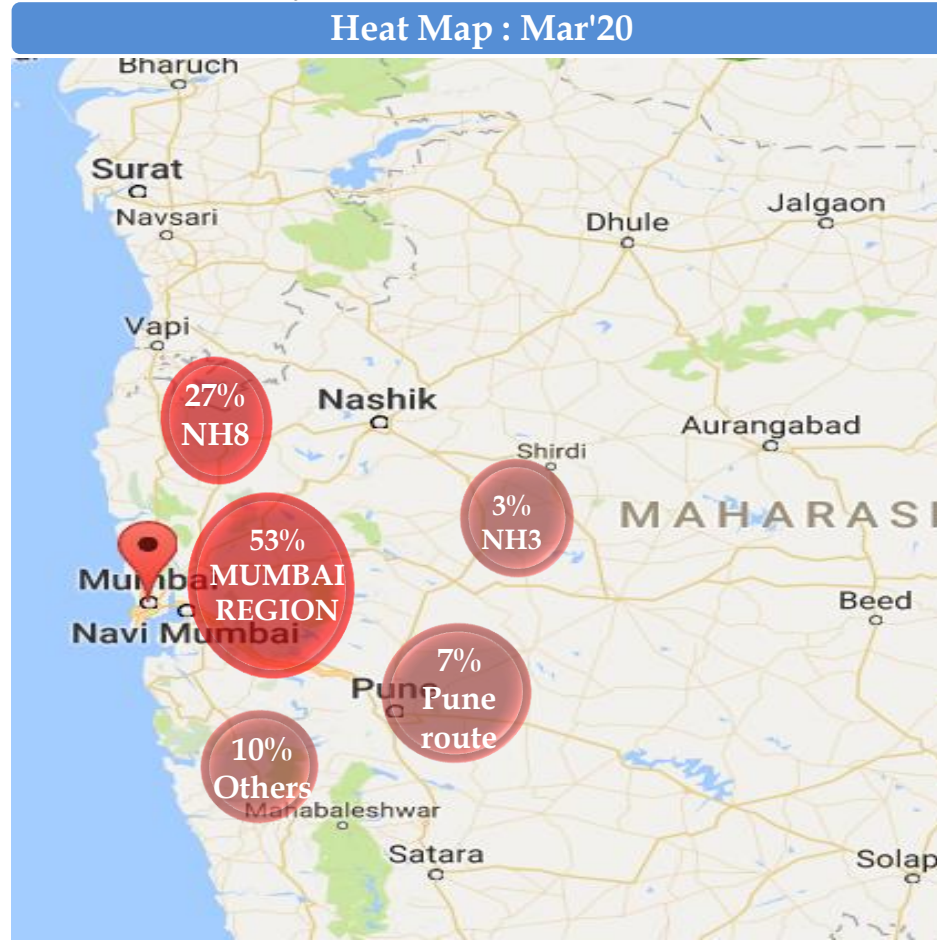 Heat Map : Mar'20
Bharuch
Surat
Navsari
Dhule
Jalgaon
Vapi
27%
NH8
Nashik
Aurangabad
Shirdi
3%
NH3
MAHARAS
53%
MUMBAI
REGION
Mumbai
Navi Mumbai
Beed
7%
Pune
route
Pune
10%
Others
Mahabaleshwar
Satara
Solap